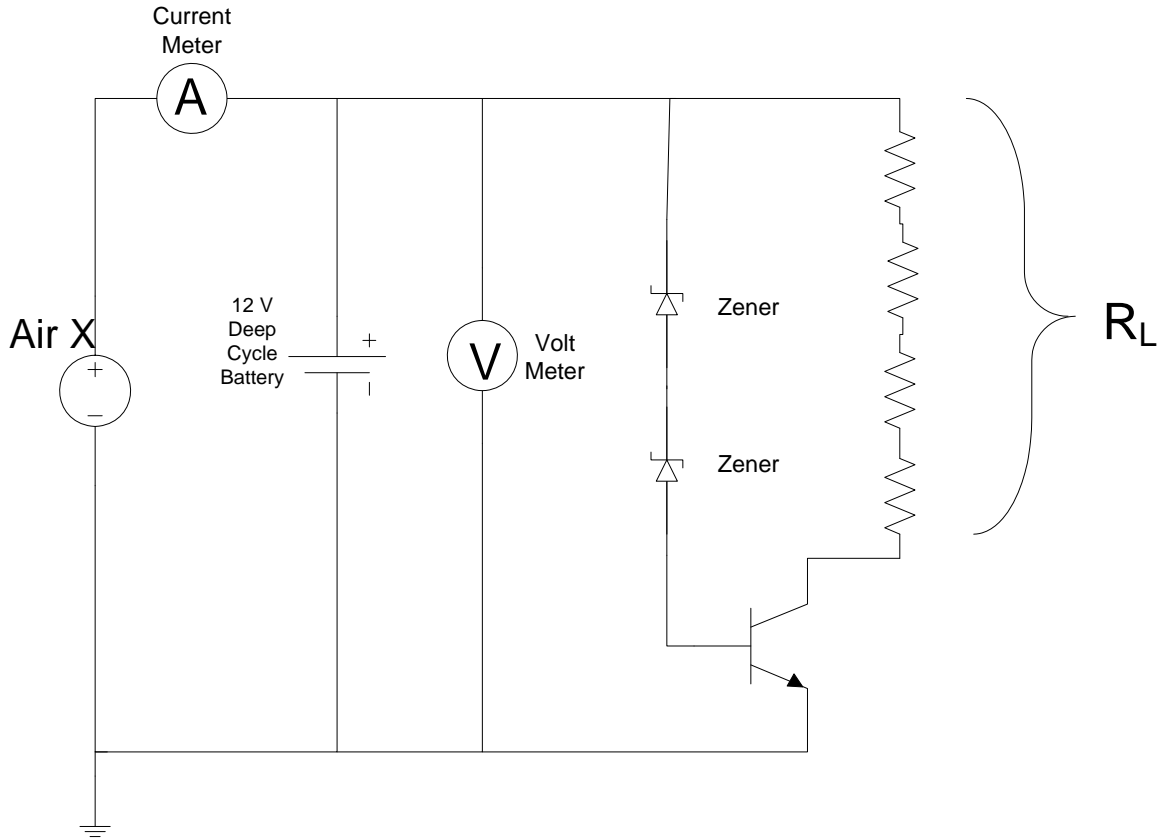 Current
Meter
A
Air X
12 V
Deep
Cycle
Battery
V
Volt
Meter
Zener
Zener
RL